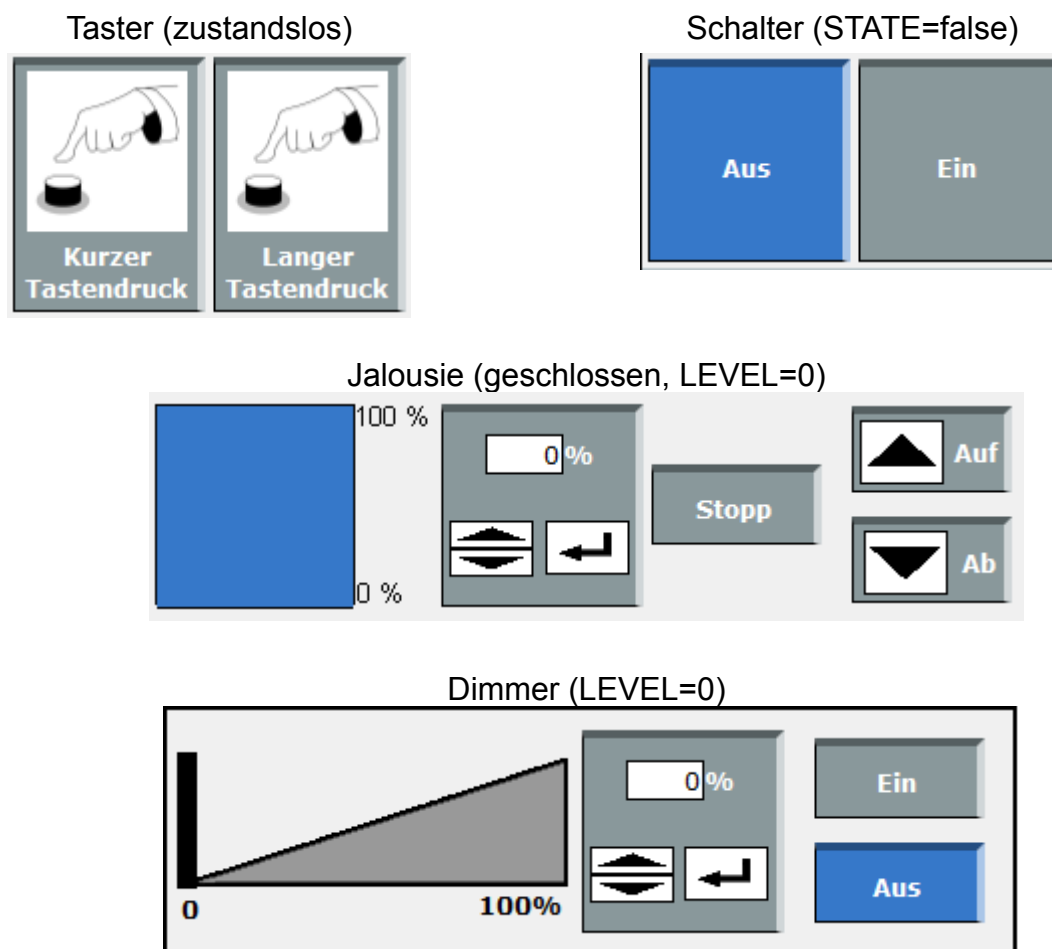 Taster (zustandslos)
Schalter (STATE=false)
Kurzer
Tastendruck
Langer
Tastendruck
Aus
Ein
Jalousie (geschlossen, LEVEL=0)
100 %
0 %
0%
Stopp
Auf
Ab
Dimmer (LEVEL=0)
0
100%
0%
Ein
Aus